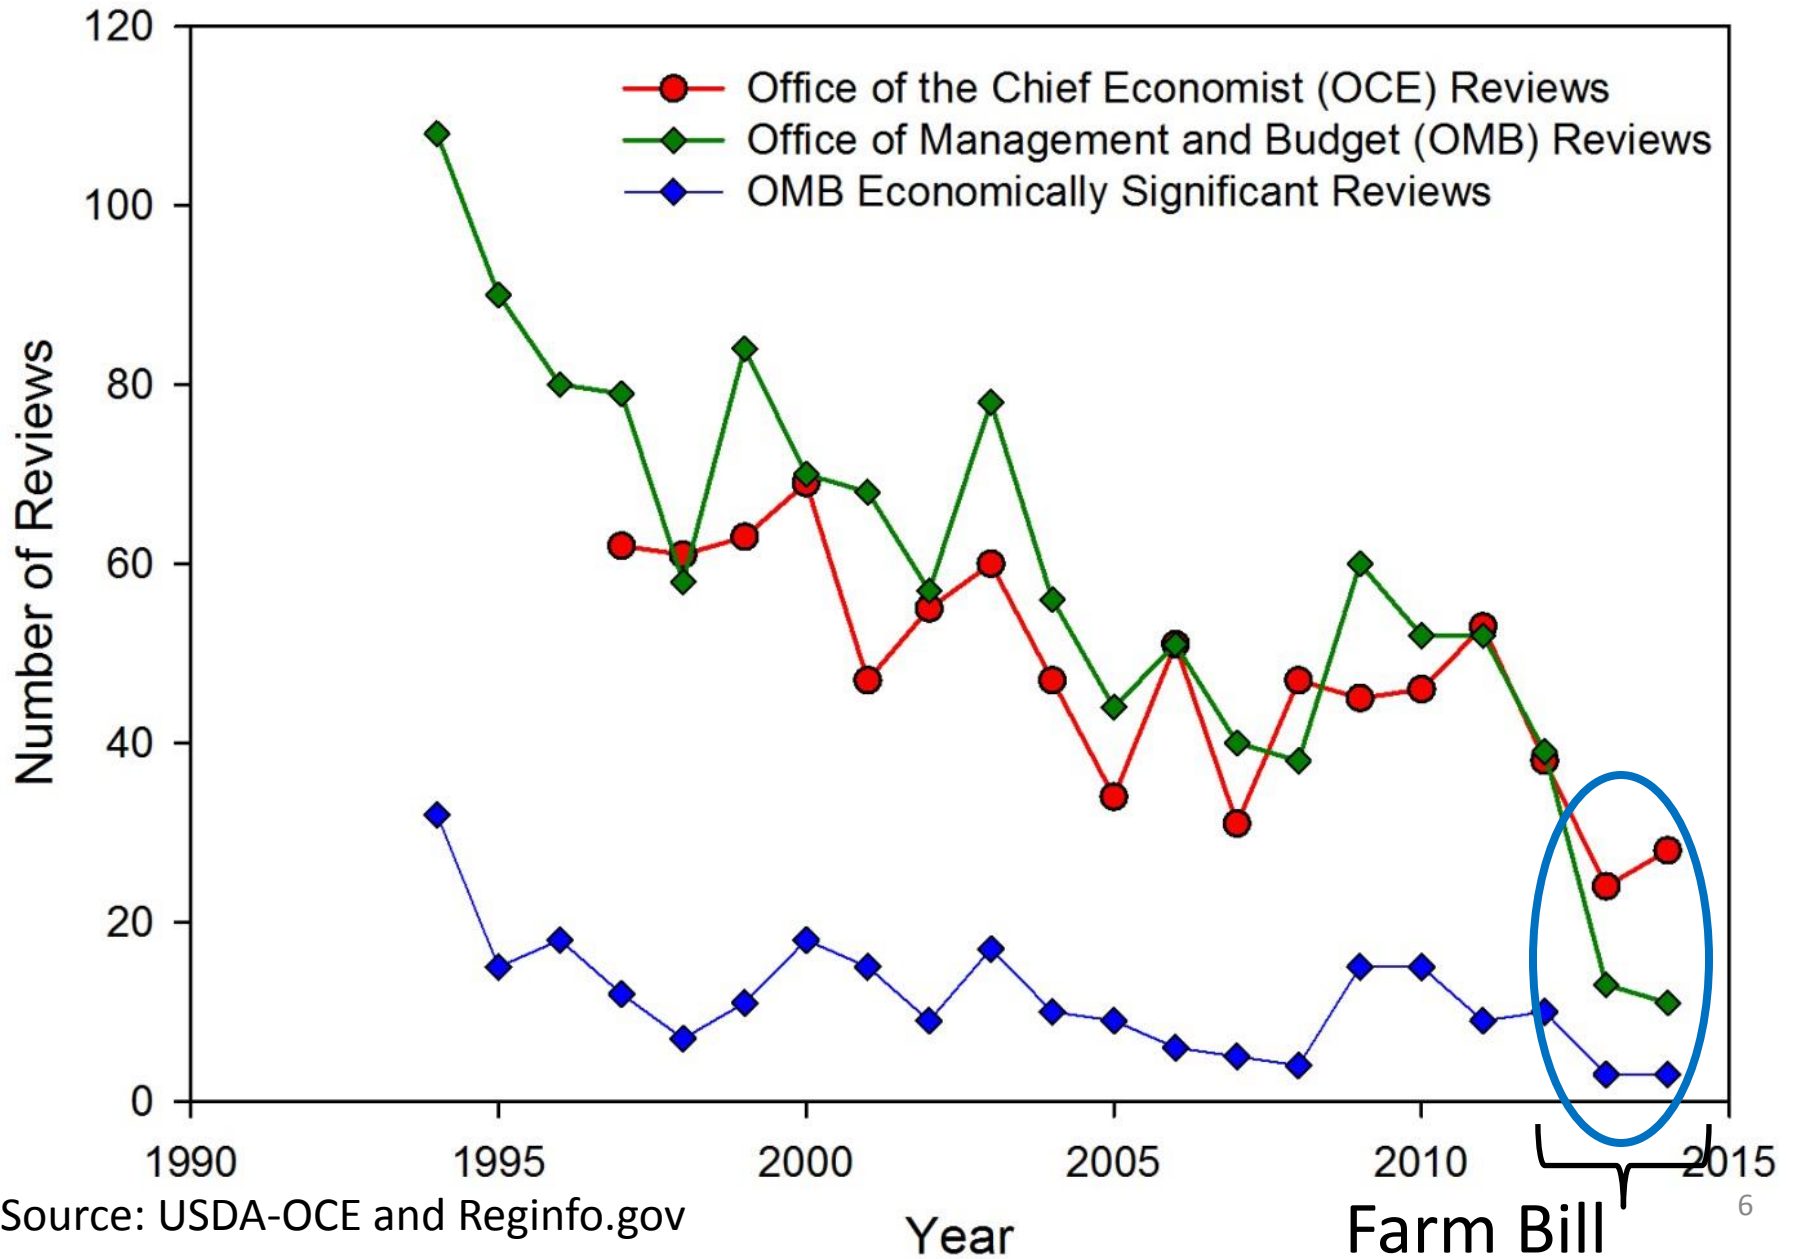 120
100
80
60
40
20
0
Number of Reviews
Office of the Chief Economist (OCE) Reviews
Office of Management and Budget (OMB) Reviews
OMB Economically Significant Reviews
1990 1995 2000 2005 2010 2015
Source: USDA-OCE and Reginfo.gov
Year
Farm Bill
6